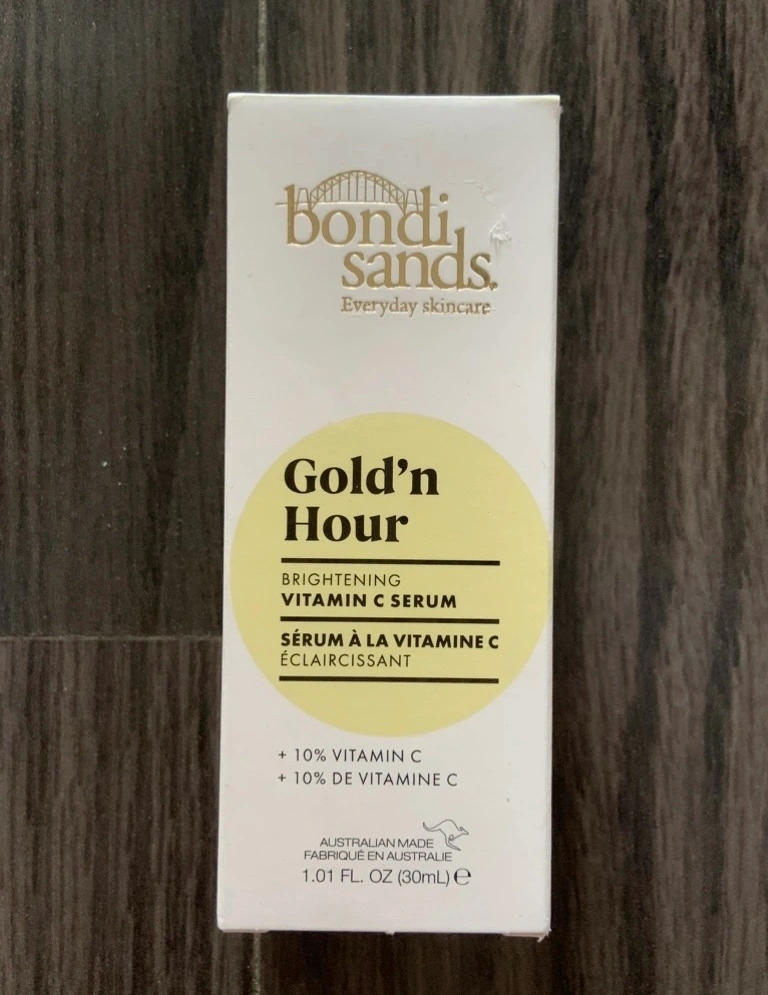 bondi
sands.
Everyday skincare
Gold'n
Hour
BRIGHTENING
VITAMIN C SERUM
SÉRUM À LA VITAMINE C
ÉCLAIRCISSANT
+ 10% VITAMIN C
+ 10% DE VITAMINE C
AUSTRALIAN MADE
FABRIQUÉ EN AUSTRALIE
1.01 FL. OZ (30mL) ℮